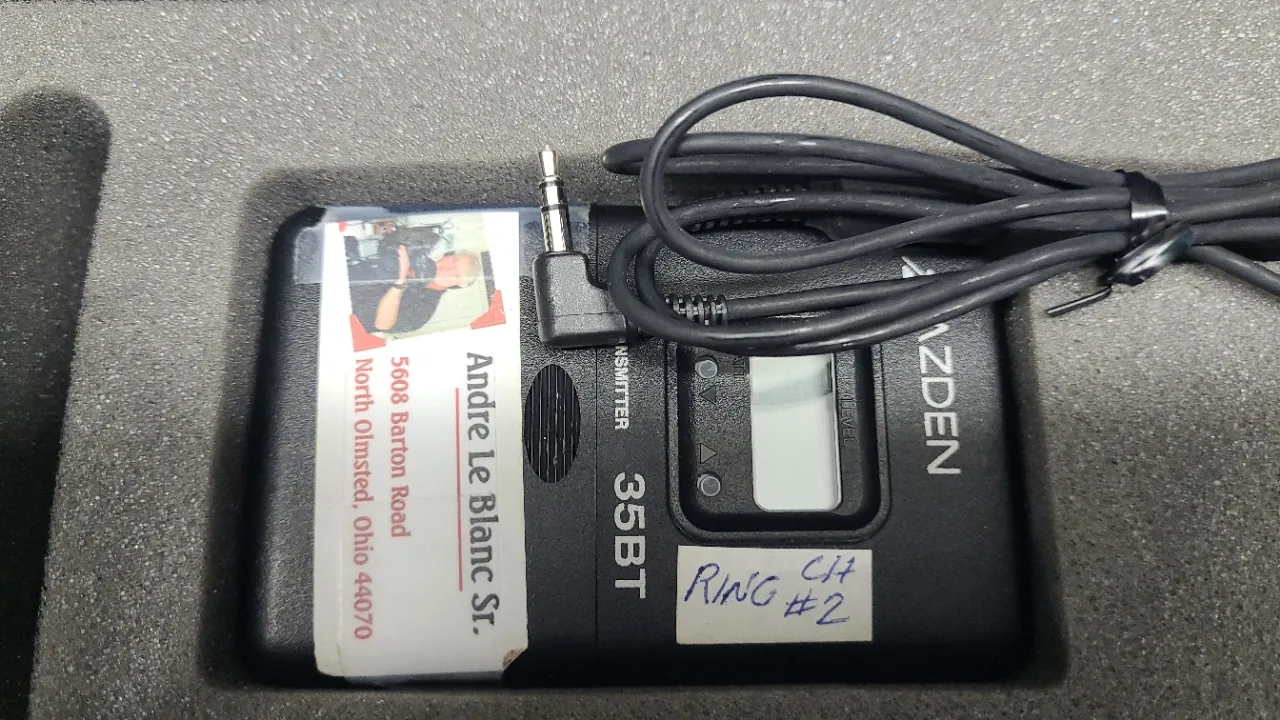 Andre Le Blanc Sr.
5608 Barton Road
North Olmsted, Ohio 44070
35BT
LEVEL
AZDEN
RING CH
#2